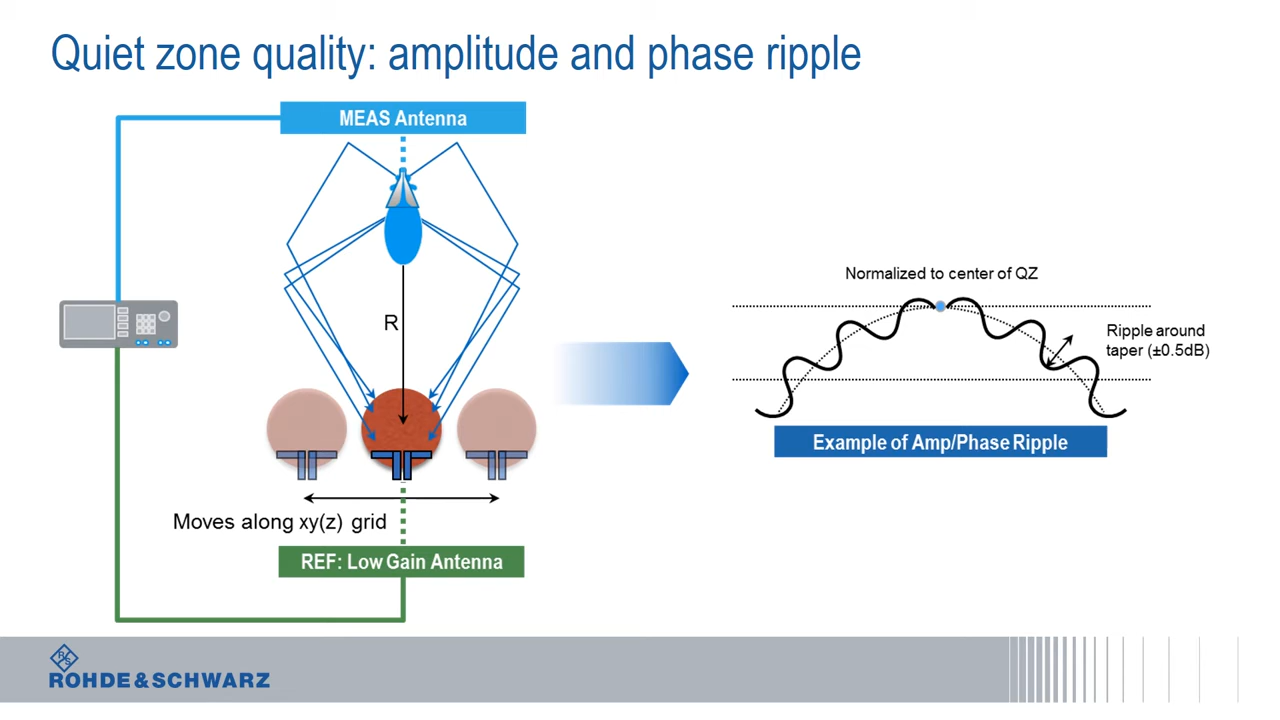 Quiet zone quality: amplitude and phase ripple
MEAS Antenna
R
Moves along xy(z) grid
REF: Low Gain Antenna
Normalized to center of QZ
Ripple around
taper (±0.5dB)
Example of Amp/Phase Ripple
R S
ROHDE & SCHWARZ